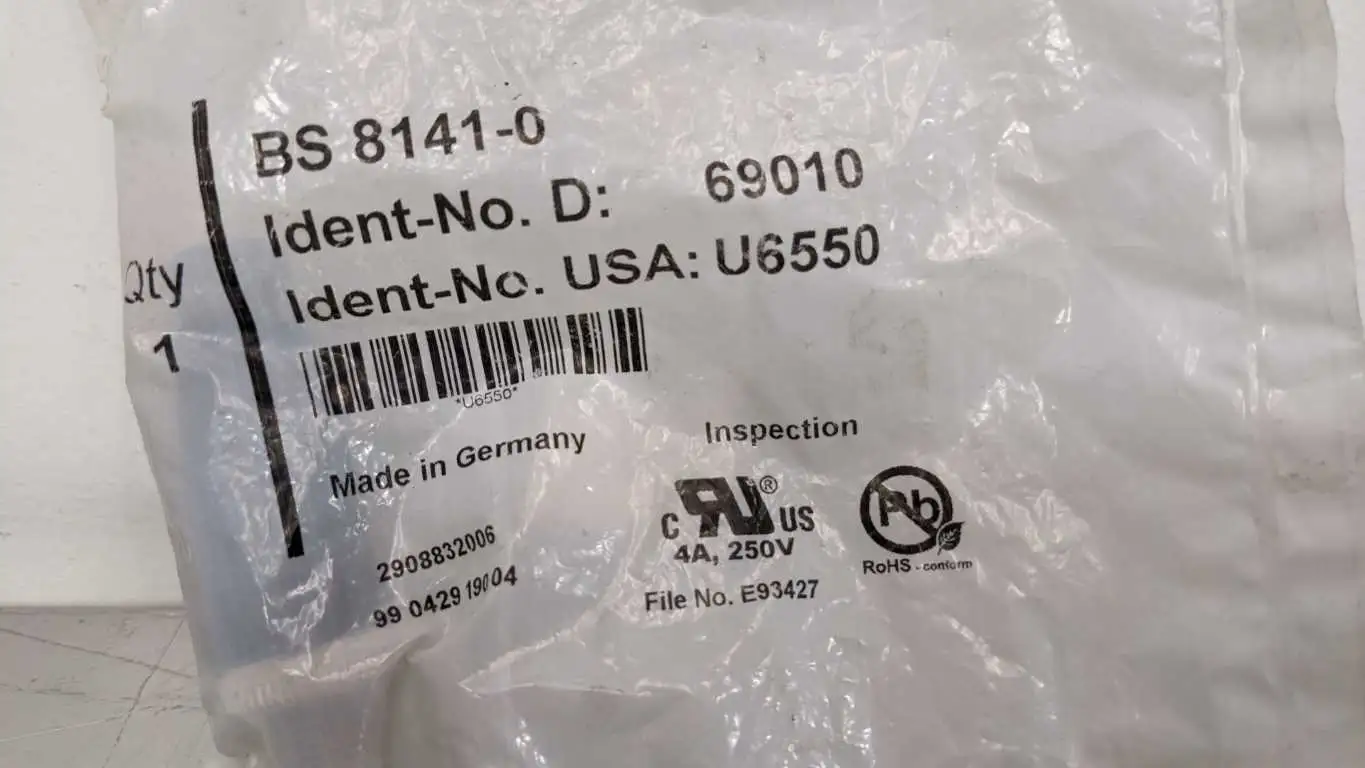 BS 8141-0
Ident-No. D: 69010
Ident-No. USA: U6550
Qty
1
*U6550*
Made in Germany
Inspection
C RU ® US
4A, 250V
File No. E93427
Pb
RoHS - conform
2908832006
99 0429 19004